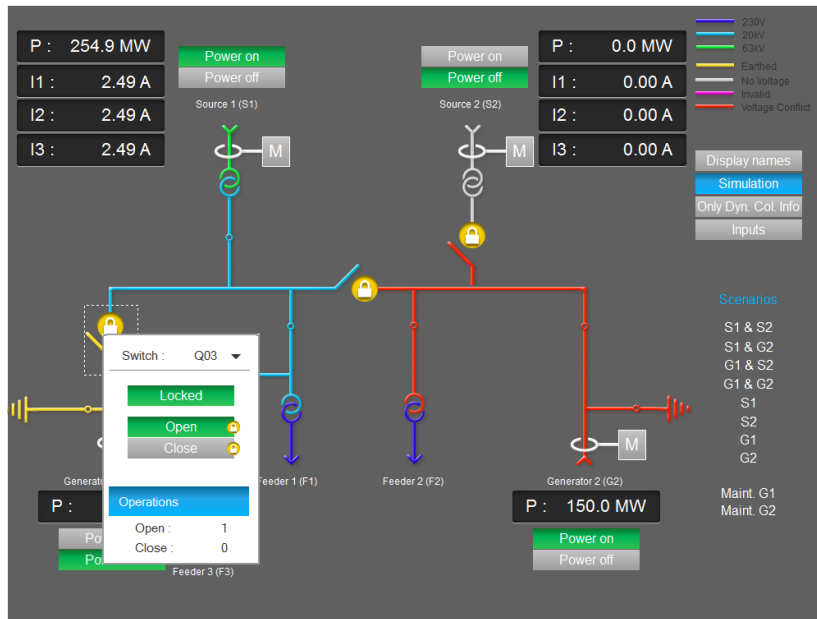 P : 254.9 MW
I1 : 2.49 A
I2 : 2.49 A
I3 : 2.49 A
Power on
Power off
Source 1 (S1)
M
Power on
Power off
Source 2 (S2)
M
P : 0.0 MW
I1 : 0.00 A
I2 : 0.00 A
I3 : 0.00 A
230V
20kV
63kV
Earthed
No Voltage
Invalid
Voltage Conflict
Display names
Simulation
Only Dyn. Col. Info
Inputs
Scenarios
S1 & S2
S1 & G2
G1 & S2
G1 & G2
S1
S2
G1
G2
Maint. G1
Maint. G2
Switch : Q03
Locked
Open
Close
Operations
Open : 1
Close : 0
Generato
P :
Po
Po
Feeder 1 (F1)
Feeder 3 (F3)
Feeder 2 (F2)
M
Generator 2 (G2)
P : 150.0 MW
Power on
Power off